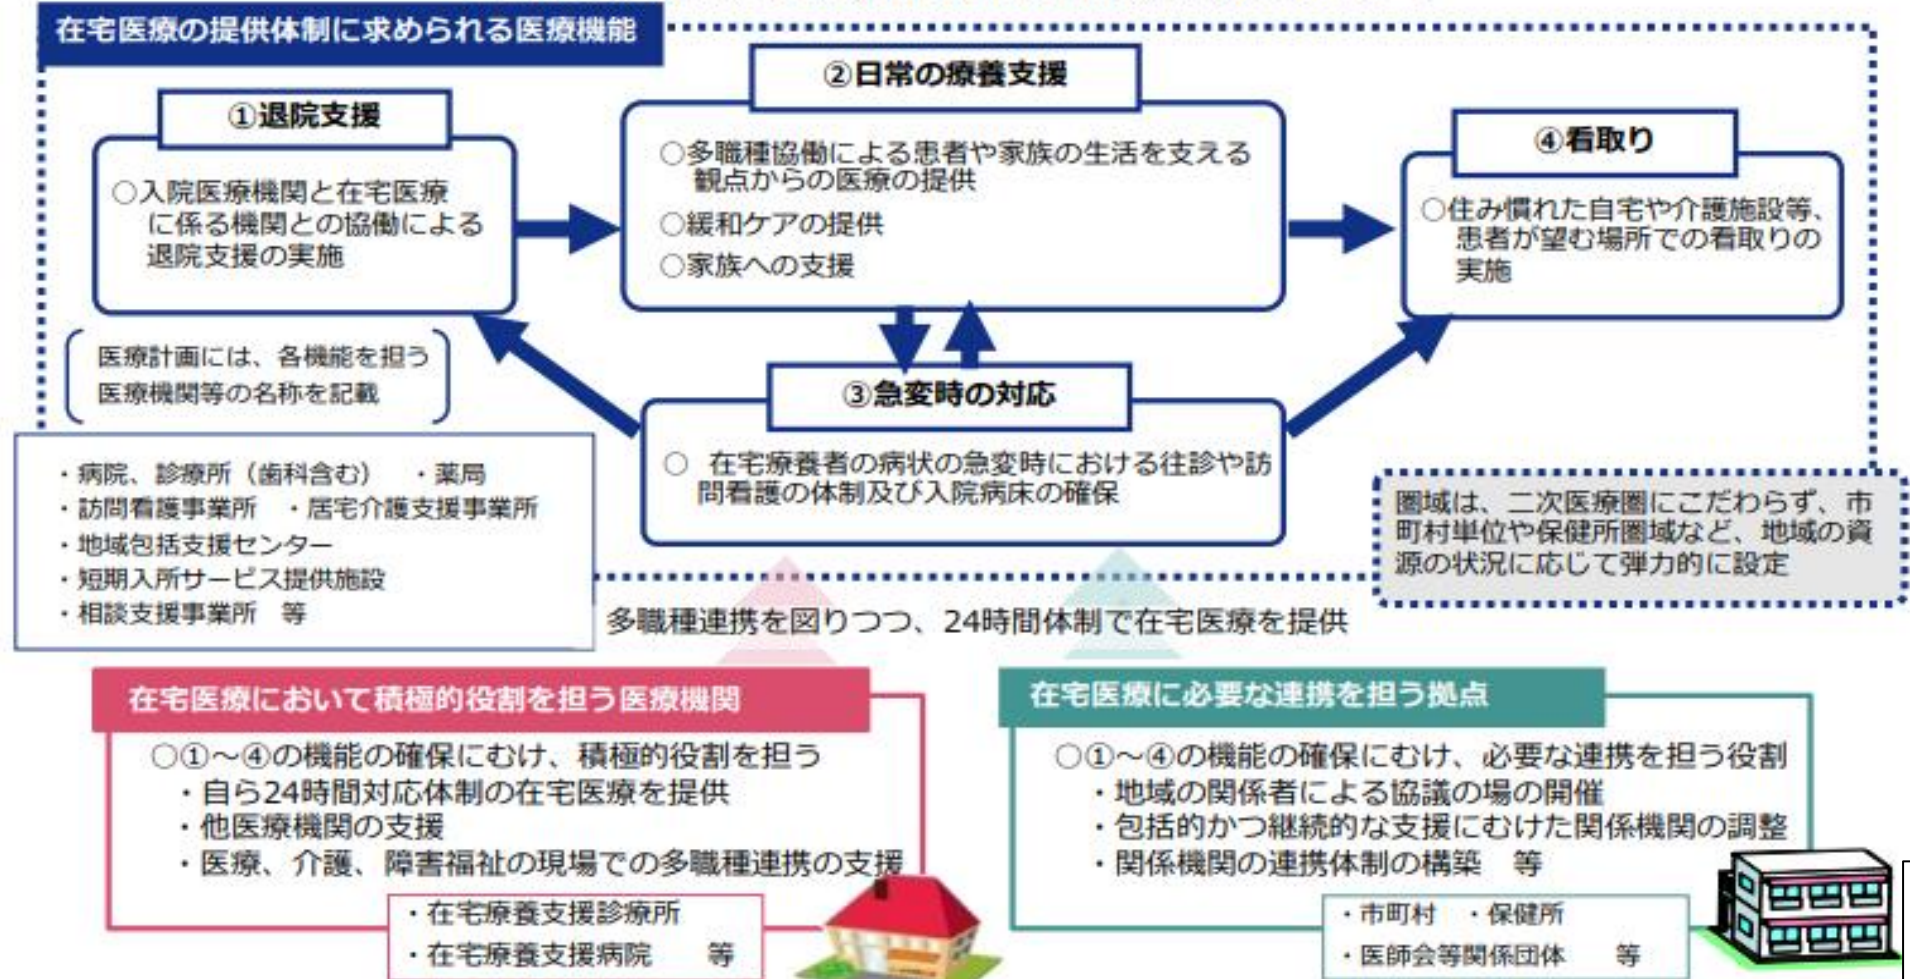 在宅医療の提供体制に求められる医療機能
①退院支援
○入院医療機関と在宅医療
に係る機関との協働による
退院支援の実施
②日常の療養支援
○多職種協働による患者や家族の生活を支える
観点からの医療の提供
○緩和ケアの提供
○家族への支援
④看取り
○住み慣れた自宅や介護施設等、
患者が望む場所での看取りの
実施
医療計画には、各機能を担う
医療機関等の名称を記載
③急変時の対応
○ 在宅療養者の病状の急変時における往診や訪
問看護の体制及び入院病床の確保
・病院、診療所（歯科含む） ・薬局
・訪問看護事業所 ・居宅介護支援事業所
・地域包括支援センター
・短期入所サービス提供施設
・相談支援事業所 等
圏域は、二次医療圏にこだわらず、市
町村単位や保健所圏域など、地域の資
源の状況に応じて弾力的に設定
多職種連携を図りつつ、24時間体制で在宅医療を提供
在宅医療において積極的役割を担う医療機関
○①～④の機能の確保にむけ、積極的役割を担う
・自ら24時間対応体制の在宅医療を提供
・他医療機関の支援
・医療、介護、障害福祉の現場での多職種連携の支援
・在宅療養支援診療所
・在宅療養支援病院 等
在宅医療に必要な連携を担う拠点
○①～④の機能の確保にむけ、必要な連携を担う役割
・地域の関係者による協議の場の開催
・包括的かつ継続的な支援にむけた関係機関の調整
・関係機関の連携体制の構築 等
・市町村 ・保健所
・医師会等関係団体 等